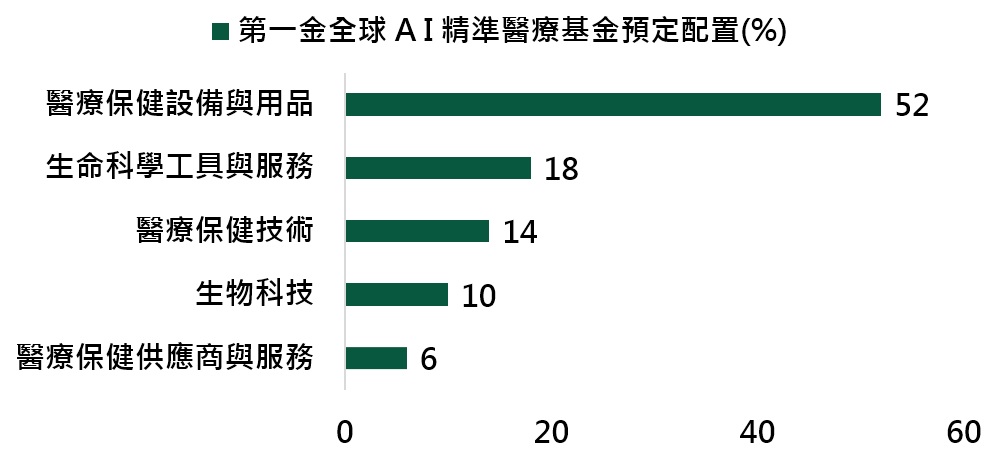 第一金全球ＡＩ精準醫療基金預定配置(%)
醫療保健設備與用品 52
生命科學工具與服務 18
醫療保健技術 14
生物科技 10
醫療保健供應商與服務 6
0 20 40 60